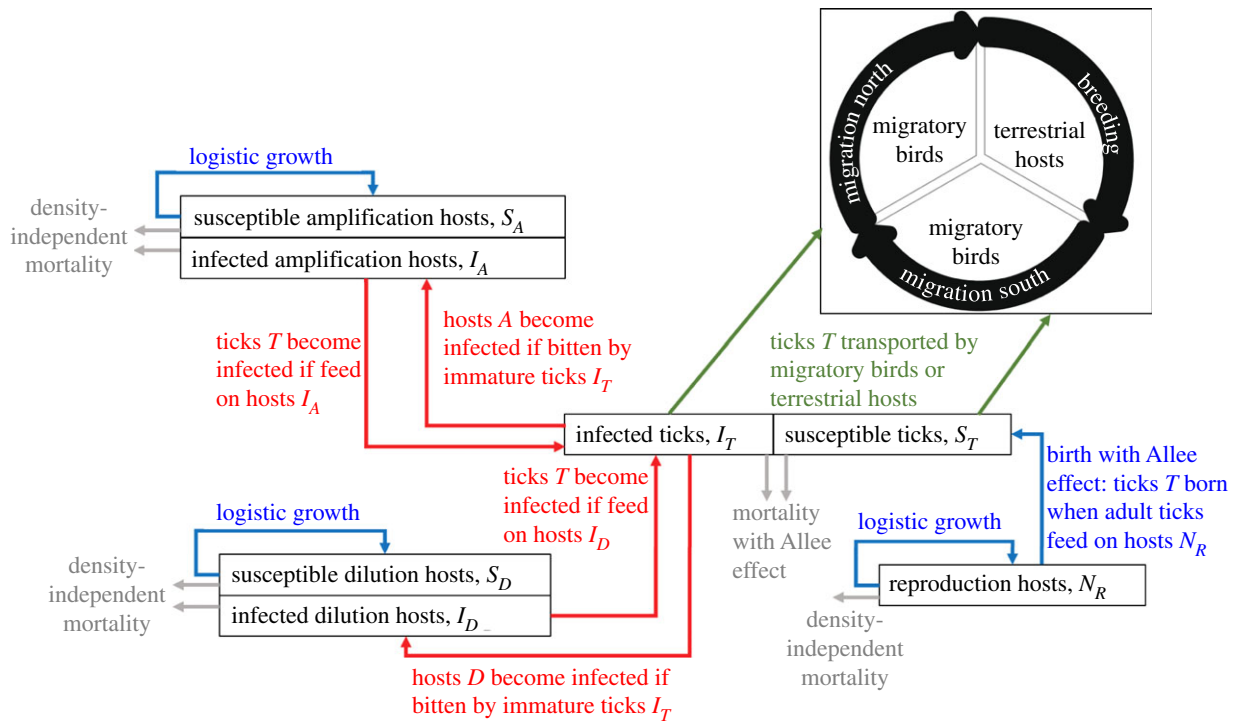 migration north
breeding
migration south
migratory
birds
terrestrial
hosts
migratory
birds
logistic growth
density-
independent
mortality
susceptible amplification hosts, S_A
infected amplification hosts, I_A
ticks T become
infected if feed
on hosts I_A
hosts A become
infected if bitten by
immature ticks I_T
ticks T transported by
migratory birds or
terrestrial hosts
infected ticks, I_T
susceptible ticks, S_T
ticks T become
infected if feed
on hosts I_D
mortality
with Allee
effect
birth with Allee
effect: ticks T born
when adult ticks
feed on hosts N_R
logistic growth
reproduction hosts, N_R
density-
independent
mortality
logistic growth
density-
independent
mortality
susceptible dilution hosts, S_D
infected dilution hosts, I_D
hosts D become infected if
bitten by immature ticks I_T